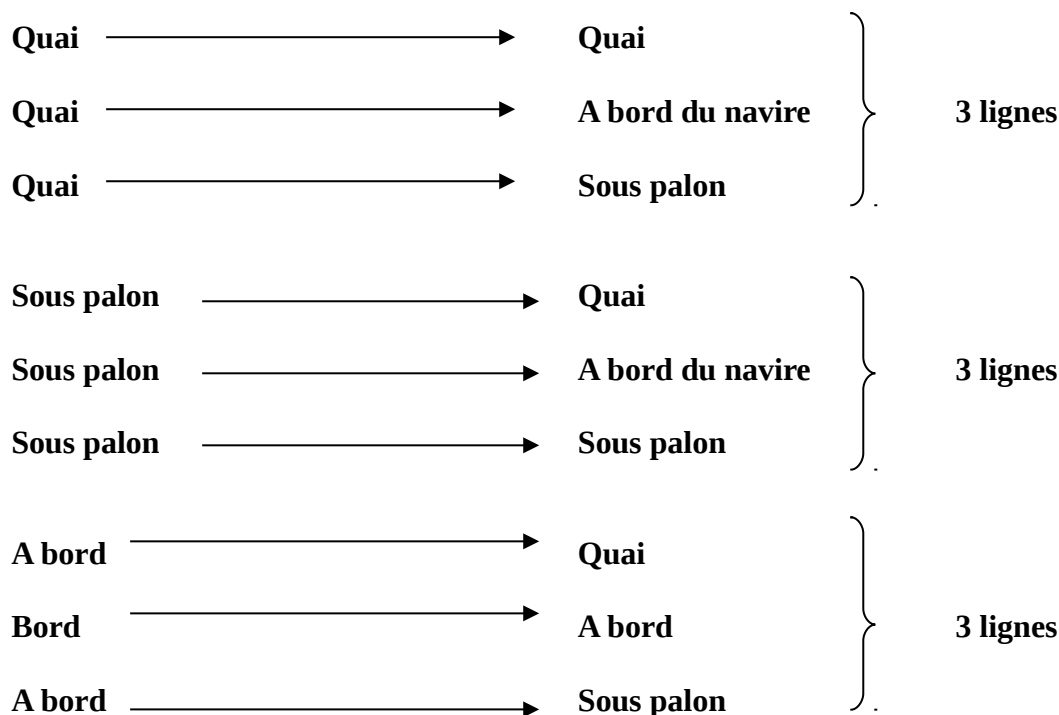 Quai Quai
Quai A bord du navire 3 lignes
Quai Sous palon
Sous palon Quai
Sous palon A bord du navire 3 lignes
Sous palon Sous palon
A bord Quai
Bord A bord 3 lignes
A bord Sous palon